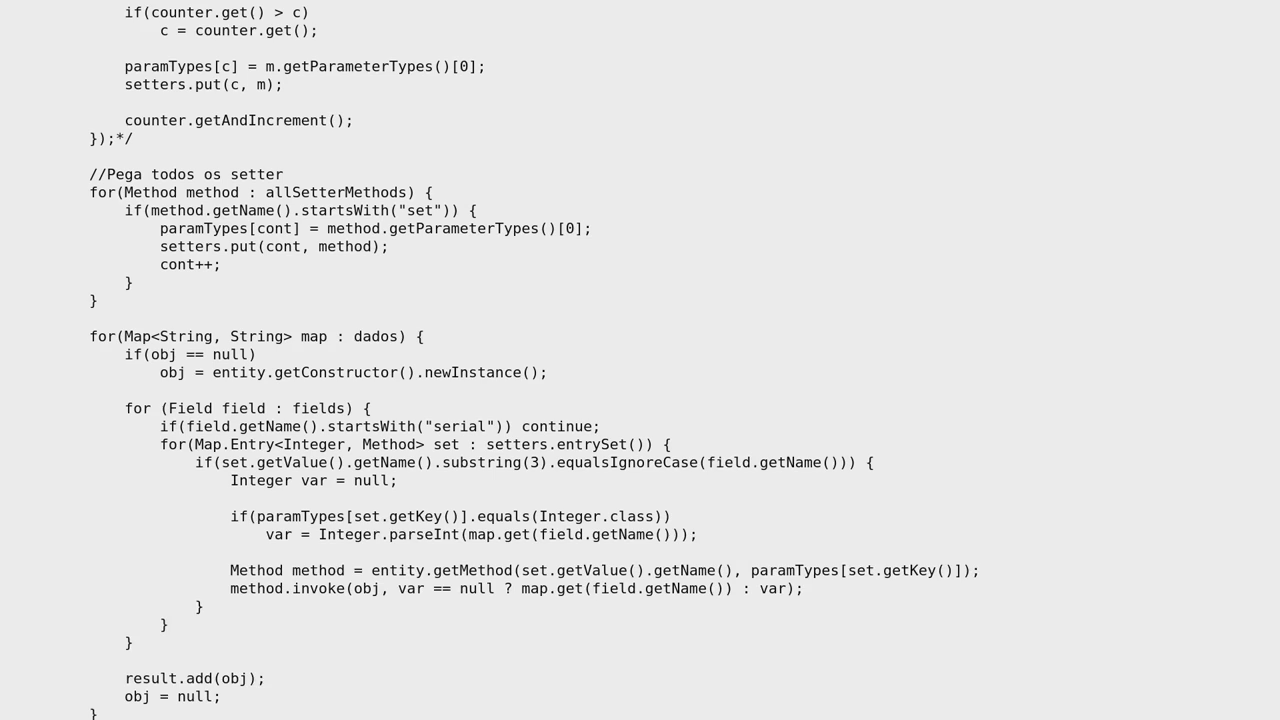 if(counter.get() > c)
c = counter.get();
paramTypes[c] = m.getParameterTypes()[0];
setters.put(c, m);
counter.getAndIncrement();
});*/
//Pega todos os setter
for(Method method : allSetterMethods) {
if(method.getName().startsWith("set")) {
paramTypes[cont] = method.getParameterTypes()[0];
setters.put(cont, method);
cont++;
}
}
for(Map<String, String> map : dados) {
if(obj == null)
obj = entity.getConstructor().newInstance();
for (Field field : fields) {
if(field.getName().startsWith("serial")) continue;
for(Map.Entry<Integer, Method> set : setters.entrySet()) {
if(set.getValue().getName().substring(3).equalsIgnoreCase(field.getName())) {
Integer var = null;
if(paramTypes[set.getKey()].equals(Integer.class))
var = Integer.parseInt(map.get(field.getName()));
Method method = entity.getMethod(set.getValue().getName(), paramTypes[set.getKey()]);
method.invoke(obj, var == null ? map.get(field.getName()) : var);
}
}
}
result.add(obj);
obj = null;
}